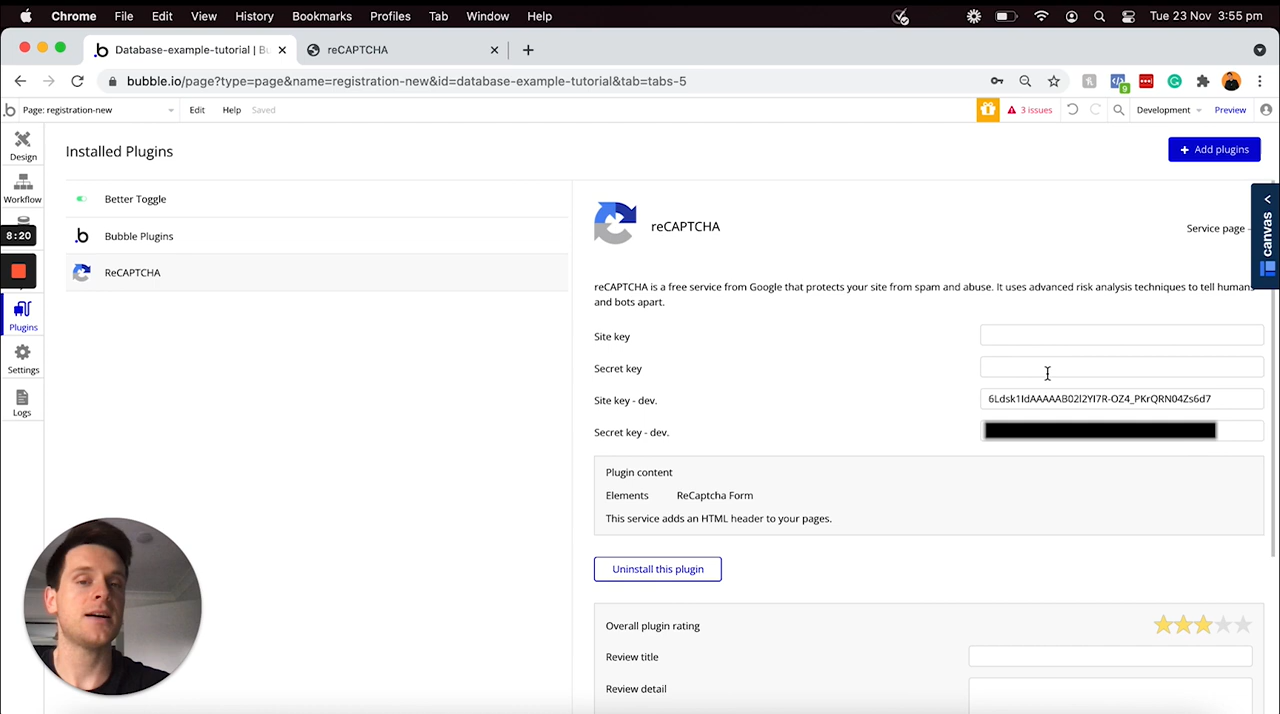 Chrome File Edit View History Bookmarks Profiles Tab Window Help Tue 23 Nov 3:55 pm
Database-example-tutorial | Bu reCAPTCHA
bubble.io/page?type=page&name=registration-new&id=database-example-tutorial&tab=tabs-5
9
Page: registration-new Edit Help Saved 3 issues Development Preview
Design
Installed Plugins
+ Add plugins
Workflow
Better Toggle
b Bubble Plugins
ReCAPTCHA
8:20
Plugins
Settings
Logs
reCAPTCHA
Service page -
canvas
reCAPTCHA is a free service from Google that protects your site from spam and abuse. It uses advanced risk analysis techniques to tell humans
and bots apart.
Site key
Secret key
Site key - dev. 6Ldsk1IdAAAAAB02l2YI7R-OZ4_PKrQRN04Zs6d7
Secret key - dev.
Plugin content
Elements ReCaptcha Form
This service adds an HTML header to your pages.
Uninstall this plugin
Overall plugin rating
Review title
Review detail